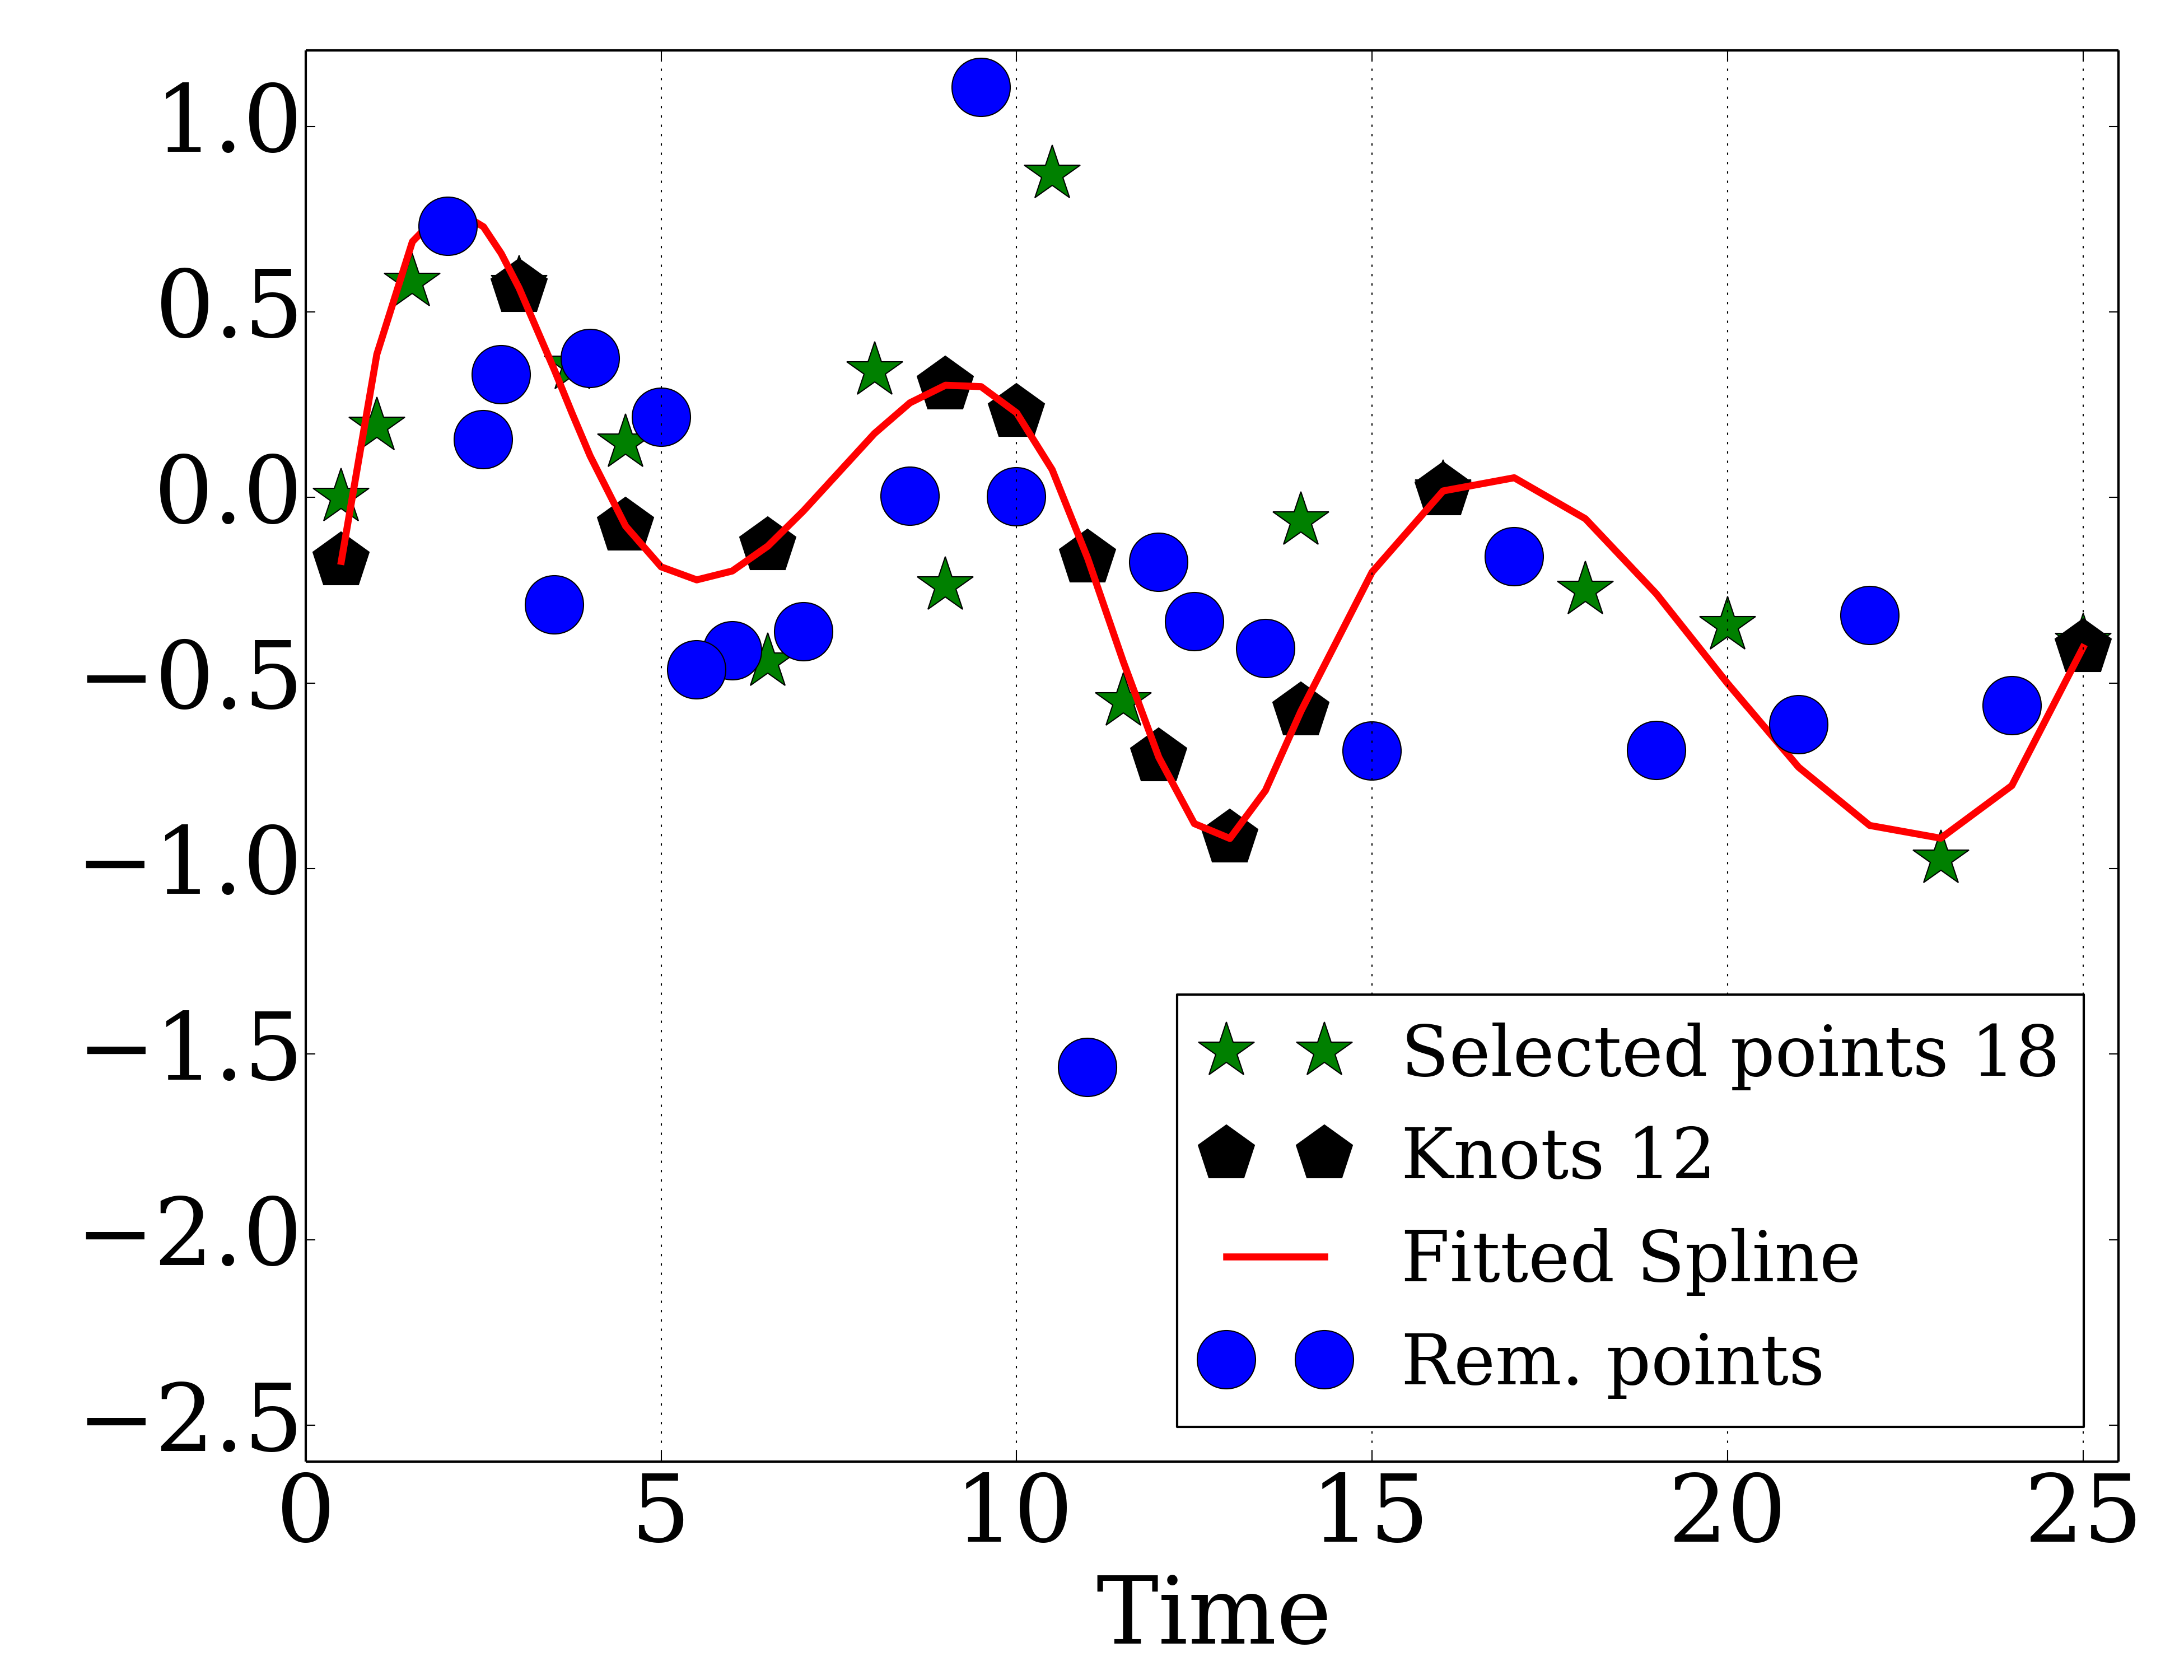 1.0
0.5
0.0
−0.5
−1.0
−1.5
−2.0
−2.5
Selected points 18
Knots 12
Fitted Spline
Rem. points
0 5 10 15 20 25
Time